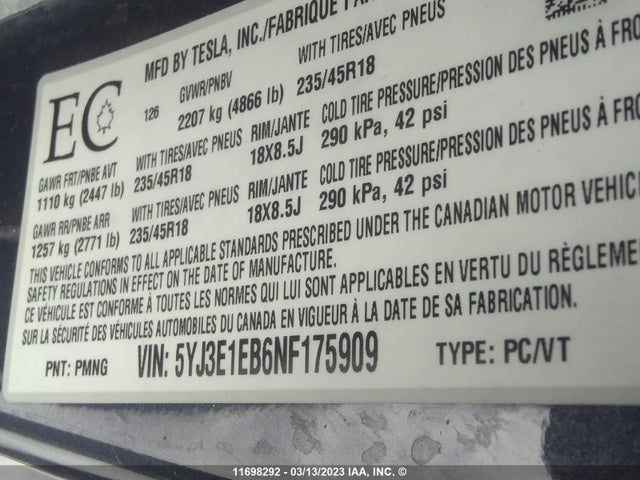 MFD BY TESLA, INC./FABRIQUE
EC
126
GVWR/PNBV
2207 kg (4866 lb)
WITH TIRES/AVEC PNEUS
235/45R18
GAWR FRT/PNBE AVT
1110 kg (2447 lb)
WITH TIRES/AVEC PNEUS
235/45R18
RIM/JANTE
18X8.5J
COLD TIRE PRESSURE/PRESSION DES PNEUS À FRO
290 kPa, 42 psi
GAWR RR/PNBE ARR
1257 kg (2771 lb)
WITH TIRES/AVEC PNEUS
235/45R18
RIM/JANTE
18X8.5J
COLD TIRE PRESSURE/PRESSION DES PNEUS À FRO
290 kPa, 42 psi
THIS VEHICLE CONFORMS TO ALL APPLICABLE STANDARDS PRESCRIBED UNDER THE CANADIAN MOTOR VEHIC
SAFETY REGULATIONS IN EFFECT ON THE DATE OF MANUFACTURE.
CE VÉHICULE EST CONFORME À TOUTES LES NORMES QUI LUI SONT APPLICABLES EN VERTU DU RÈGLEME
SUR LA SÉCURITÉ DES VÉHICULES AUTOMOBILES DU CANADA EN VIGUEUR À LA DATE DE SA FABRICATION.
PNT: PMNG
VIN: 5YJ3E1EB6NF175909
TYPE: PC/VT
11698292 - 03/13/2023 IAA, INC. ©